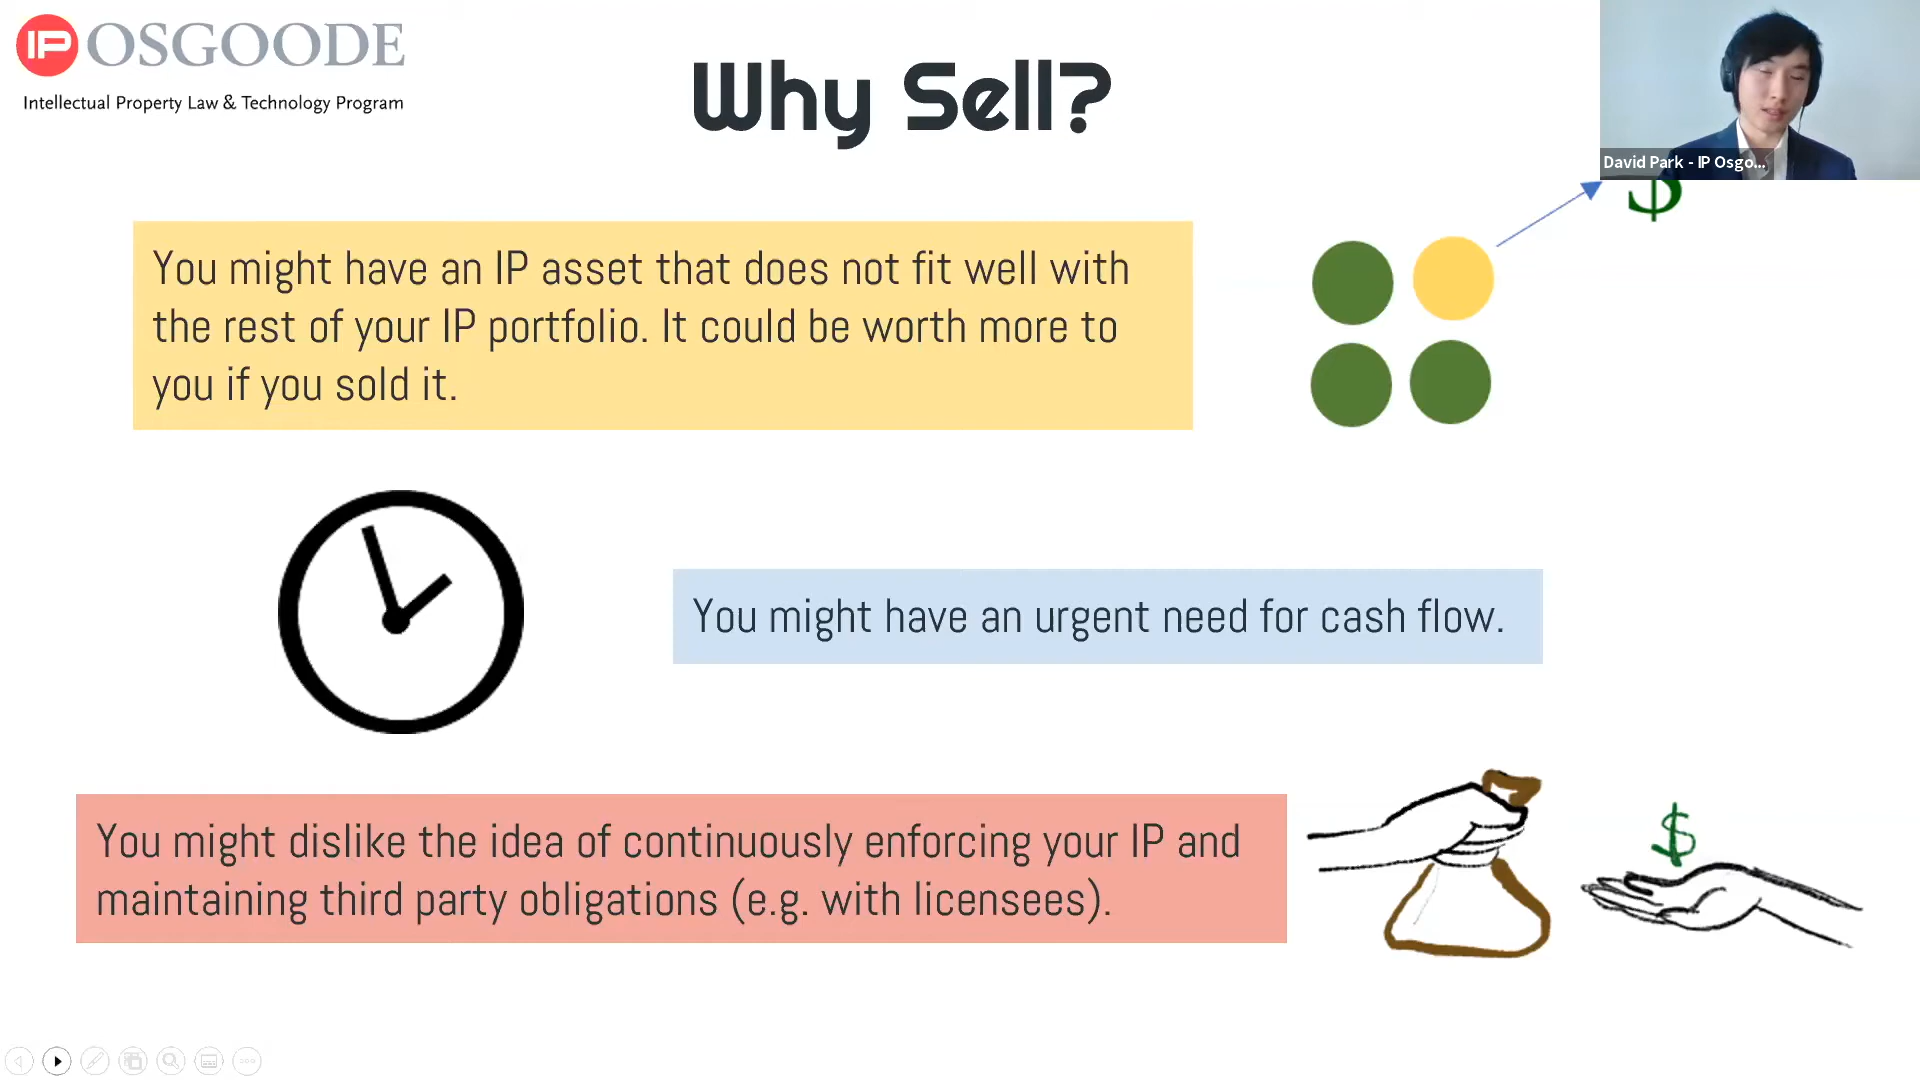 IP OSGOODE
Intellectual Property Law & Technology Program
Why Sell?
David Park - IP Osgo...
$
You might have an IP asset that does not fit well with
the rest of your IP portfolio. It could be worth more to
you if you sold it.
You might have an urgent need for cash flow.
You might dislike the idea of continuously enforcing your IP and
maintaining third party obligations (e.g. with licensees).
$